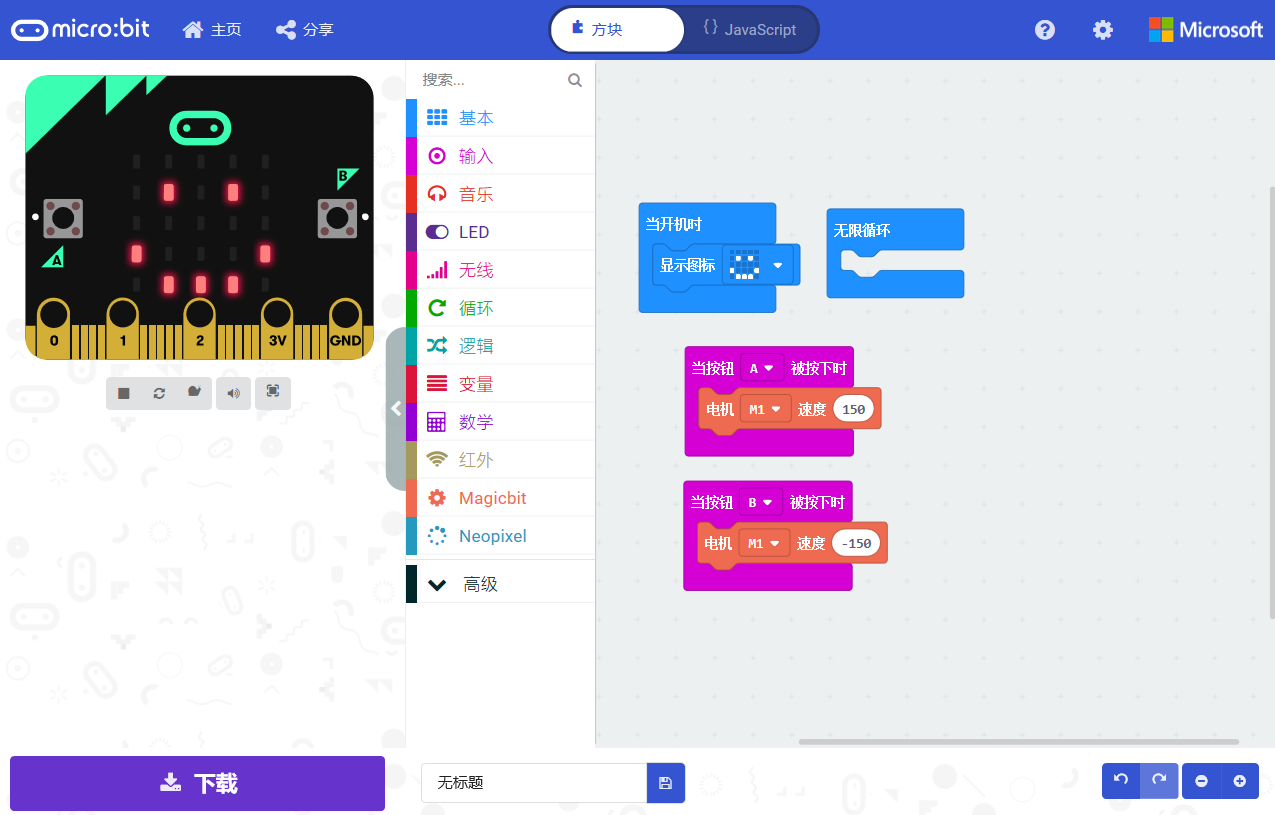 micro:bit 主页 分享 方块 {} JavaScript ? Microsoft
搜索...
基本
输入
音乐
LED
无线
循环
逻辑
变量
数学
红外
Magicbit
Neopixel
高级
B
A
0 1 2 3V GND
当开机时
显示图标
无限循环
当按钮 A 被按下时
电机 M1 速度 150
当按钮 B 被按下时
电机 M1 速度 -150
下载
无标题